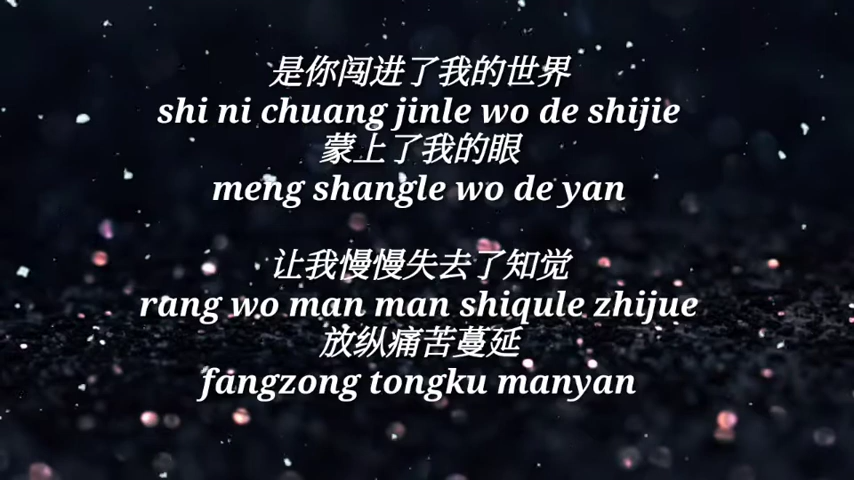 是你闯进了我的世界
shi ni chuang jinle wo de shijie
蒙上了我的眼
meng shangle wo de yan
让我慢慢失去了知觉
rang wo man man shiqule zhijue
放纵痛苦蔓延
fangzong tongku manyan